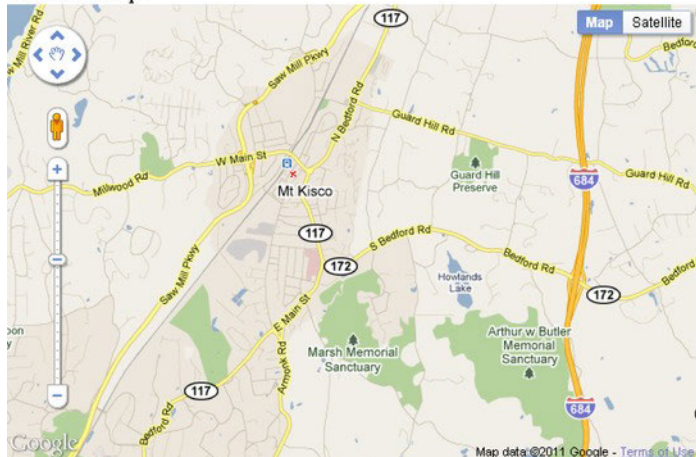 117
Map Satellite
Mill River Rd
Saw Mill Pkwy
Bedford
N Bedford Rd
Guard Hill Rd
W Main St
Guard Hill
Preserve
684
Guard Hill Rd
Millwood Rd
Mt Kisco
117
S Bedford Rd
172
Bedford Rd
Bedford
Saw Mill Pkwy
Howlands
Lake
172
E Main St
Arthur w Butler
Memorial
Sanctuary
Marsh Memorial
Sanctuary
Armonk Rd
117
684
Bedford Rd
Google
Map data ©2011 Google - Terms of Use